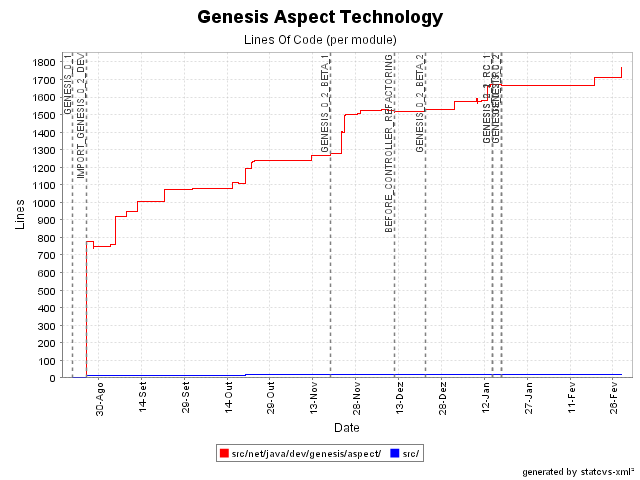 Genesis Aspect Technology
Lines Of Code (per module)
Lines
1800
1700
1600
1500
1400
1300
1200
1100
1000
900
800
700
600
500
400
300
200
100
0
GENESIS_0_1
IMPORT_GENESIS_0_2_DEV
GENESIS_0_2_BETA_1
BEFORE_CONTROLLER_REFACTORING
GENESIS_0_2_BETA_2
GENESIS_0_2_RC_1
GENESIS_0_2
30-Ago
14-Set
29-Set
14-Out
29-Out
13-Nov
28-Nov
13-Dez
28-Dez
12-Jan
27-Jan
11-Fev
26-Fev
Date
src/net/java/dev/genesis/aspect/
src/
generated by statcvs-xml²